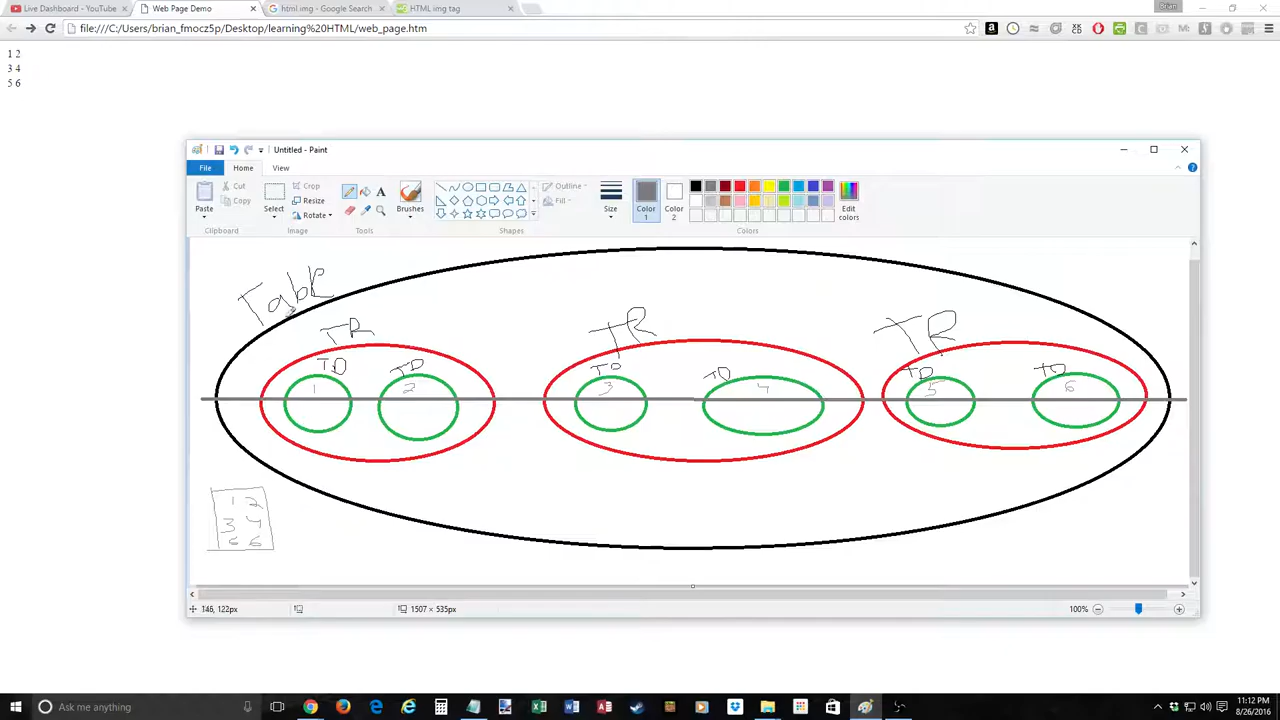 Live Dashboard - YouTube
Web Page Demo
html img - Google Search
HTML img tag
Brian
file:///C:/Users/brian_fmocz5p/Desktop/learning%20HTML/web_page.htm
1 2
3 4
5 6
Untitled - Paint
File Home View
Paste
Cut
Copy
Clipboard
Select
Crop
Resize
Rotate
Image
A
Tools
Brushes
Shapes
Outline
Fill
Size
Color 1
Color 2
Colors
Edit colors
Table
TR TR TR
TD TD TD TD TD TD
1 2 3 4 5 6
1 2
3 4
5 6
146, 122px
1507 × 535px
100%
Ask me anything
11:12 PM
8/26/2016